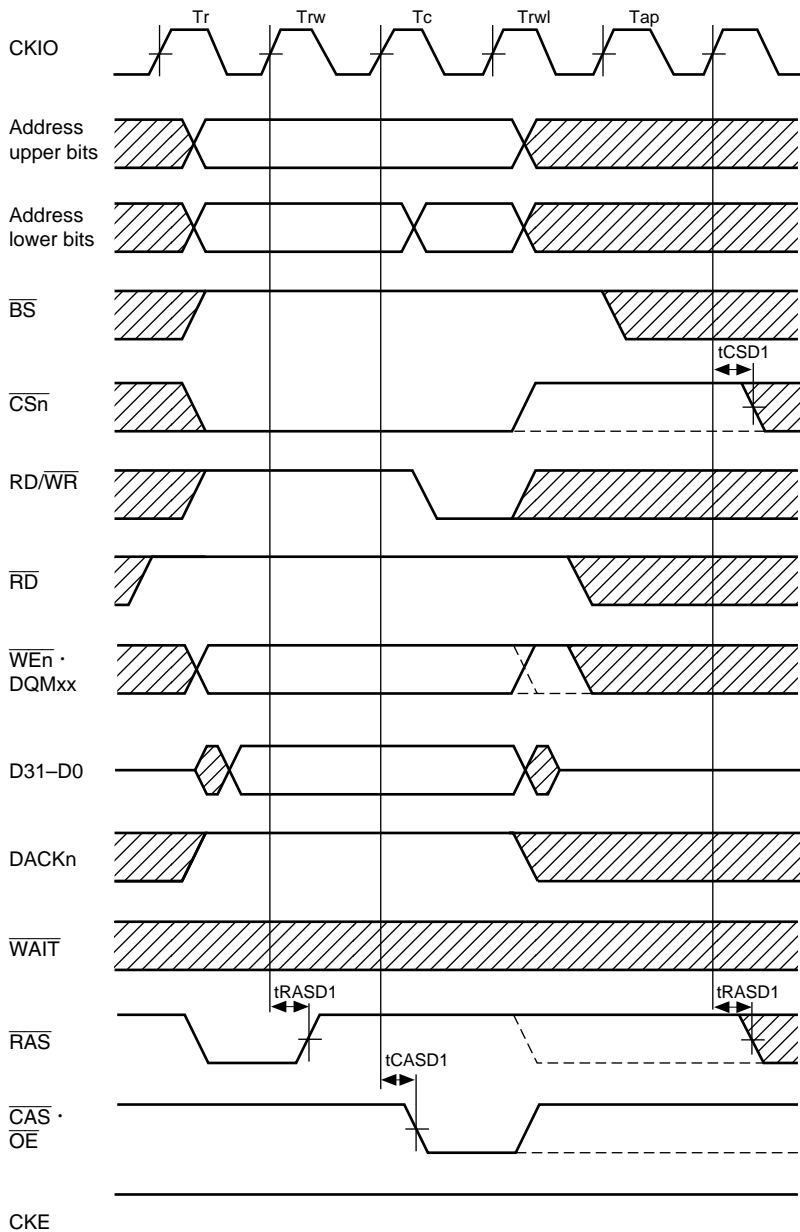 Tr Trw Tc Trwl Tap
CKIO
Address
upper bits
Address
lower bits
BS
tCSD1
CSn
RD/WR
RD
WEn ·
DQMxx
D31–D0
DACKn
WAIT
tRASD1 tRASD1
RAS
tCASD1
CAS ·
OE
CKE